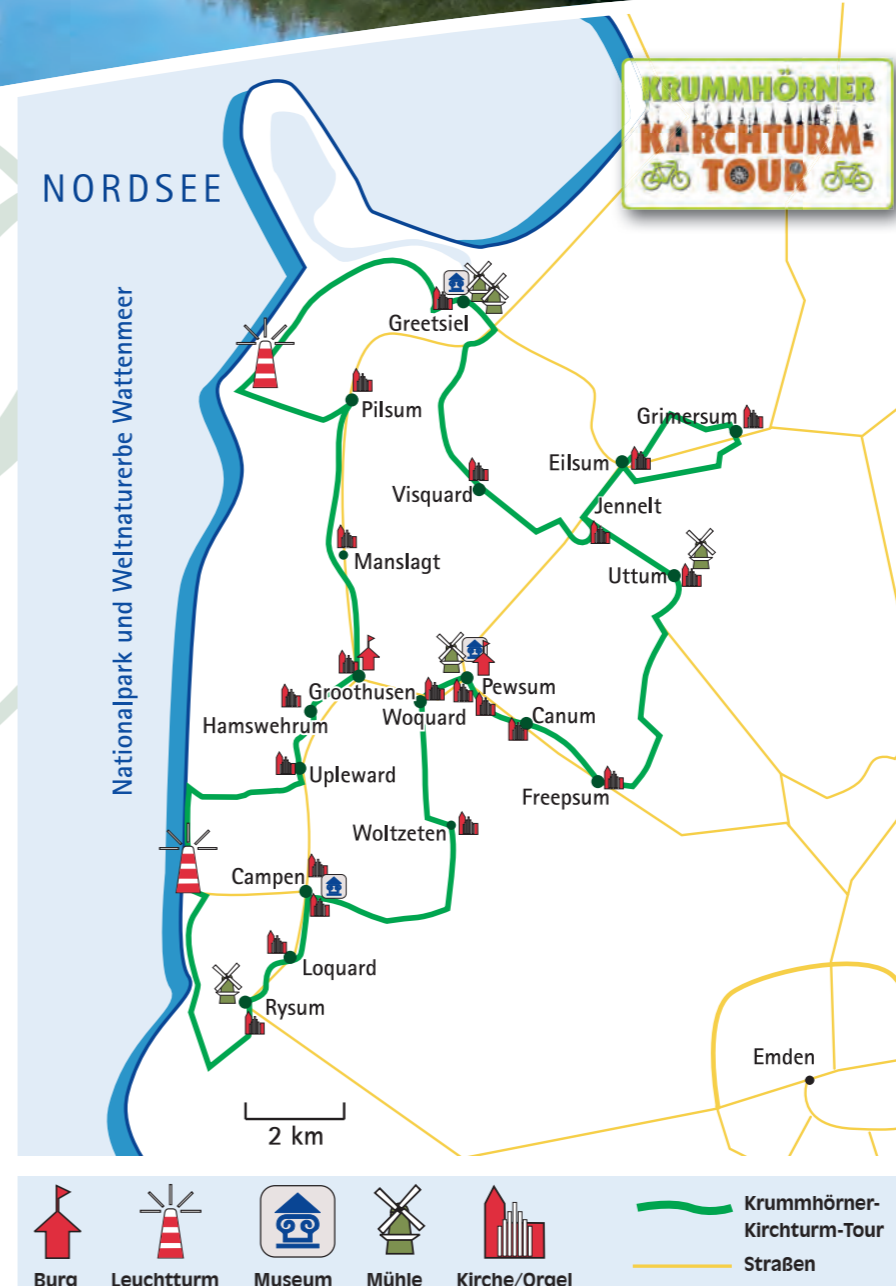 KRUMMHÖRNER
KARCHTURM-
TOUR
NORDSEE
Nationalpark und Weltnaturerbe Wattenmeer
Greetsiel
Pilsum
Grimersum
Eilsum
Visquard
Jennelt
Manslagt
Uttum
Groothusen
Pewsum
Woquard
Canum
Hamswehrum
Upleward
Freepsum
Woltzeten
Campen
Loquard
Rysum
Emden
2 km
Burg
Leuchtturm
Museum
Mühle
Kirche/Orgel
Krummhörner-
Kirchturm-Tour
Straßen